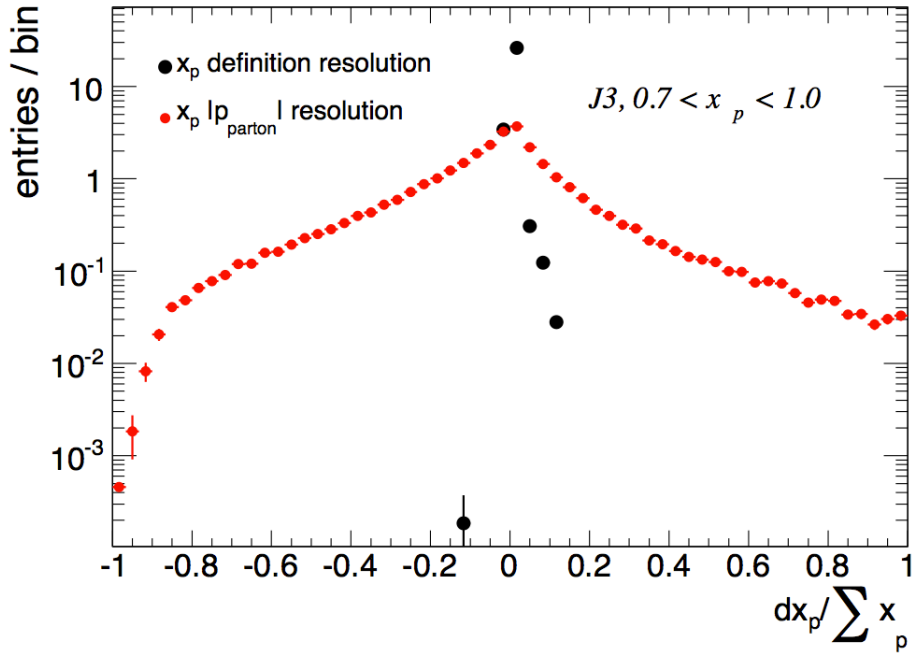 entries / bin
10
1
10⁻¹
10⁻²
10⁻³
x_p definition resolution
x_p |p_parton| resolution
J3, 0.7 < x_p < 1.0
-1 -0.8 -0.6 -0.4 -0.2 0 0.2 0.4 0.6 0.8 1
dx_p/ ∑ x_p